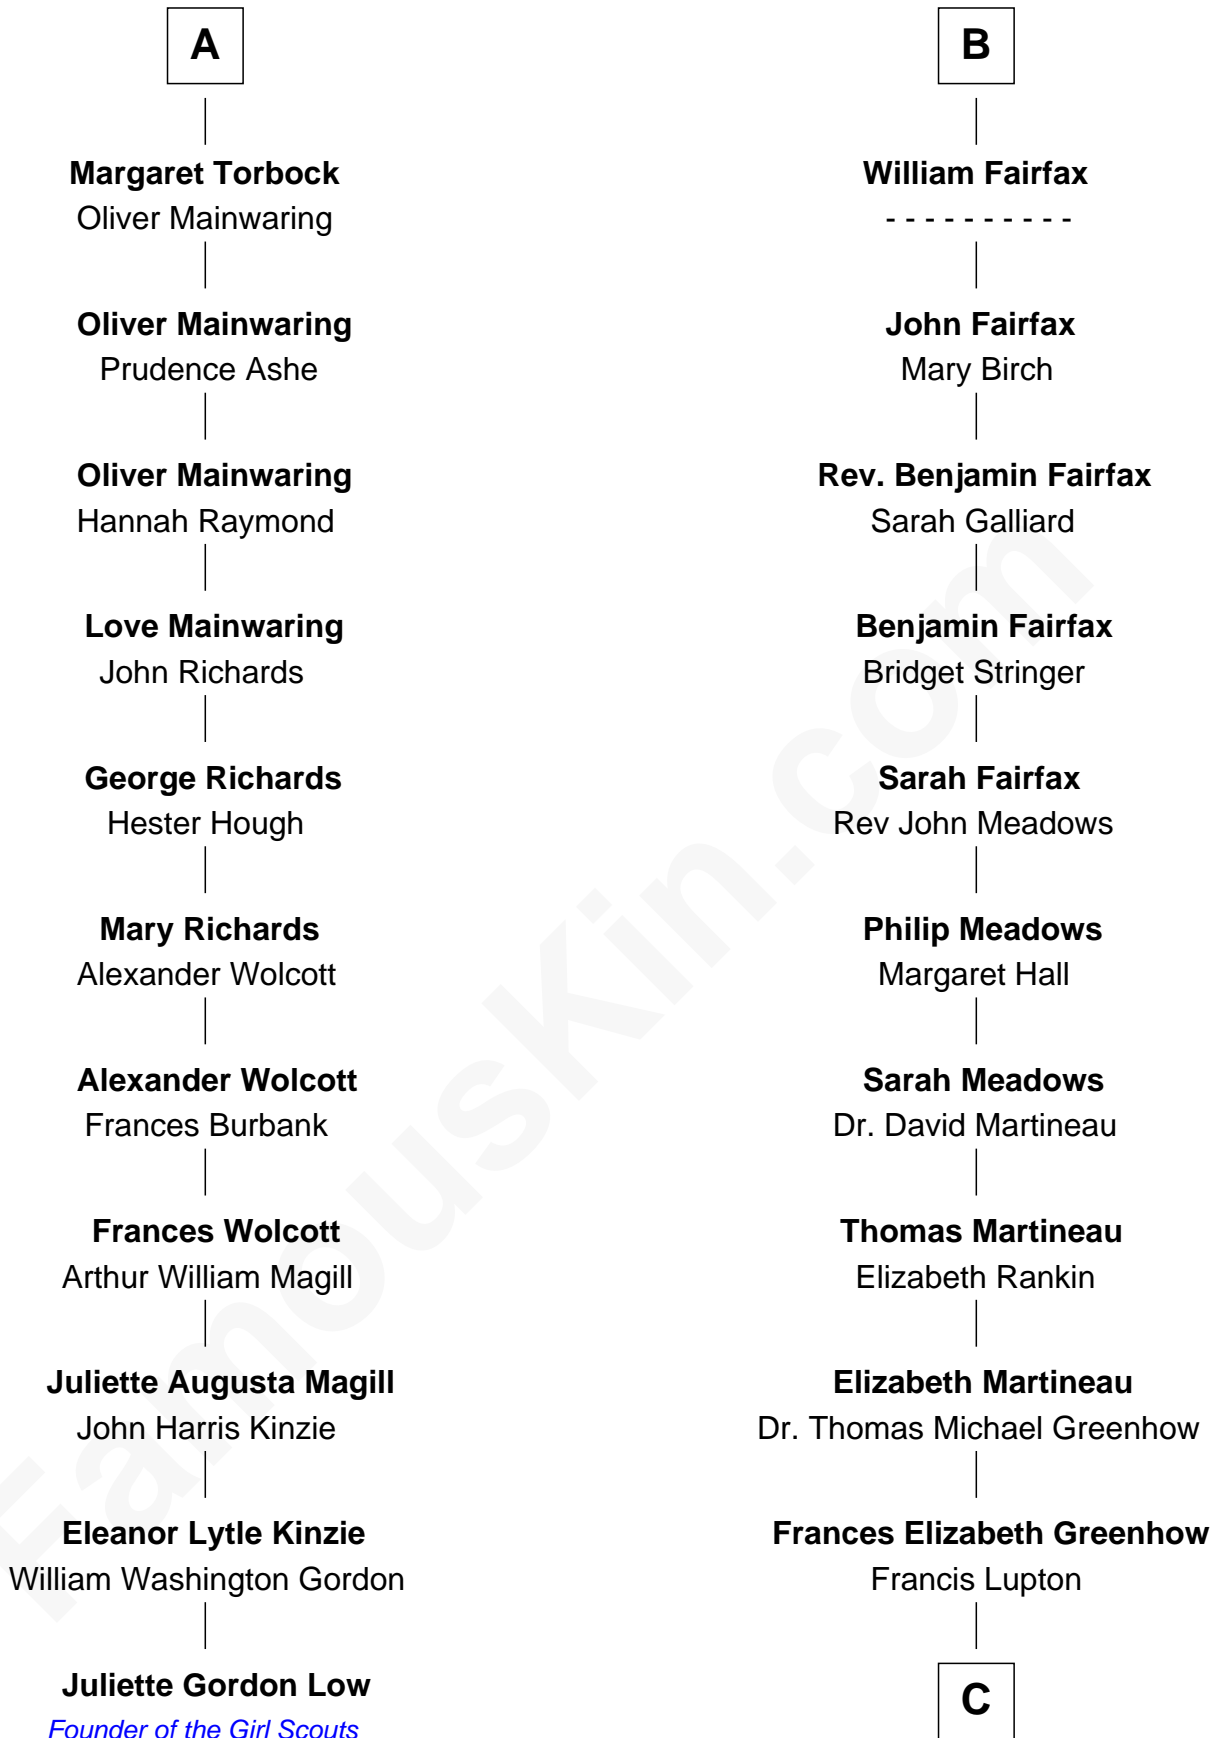 A
Margaret Torbock
Oliver Mainwaring
Oliver Mainwaring
Prudence Ashe
Oliver Mainwaring
Hannah Raymond
Love Mainwaring
John Richards
George Richards
Hester Hough
Mary Richards
Alexander Wolcott
Alexander Wolcott
Frances Burbank
Frances Wolcott
Arthur William Magill
Juliette Augusta Magill
John Harris Kinzie
Eleanor Lytle Kinzie
William Washington Gordon
Juliette Gordon Low
Founder of the Girl Scouts
B
William Fairfax
- - - - - - - - - -
John Fairfax
Mary Birch
Rev. Benjamin Fairfax
Sarah Galliard
Benjamin Fairfax
Bridget Stringer
Sarah Fairfax
Rev John Meadows
Philip Meadows
Margaret Hall
Sarah Meadows
Dr. David Martineau
Thomas Martineau
Elizabeth Rankin
Elizabeth Martineau
Dr. Thomas Michael Greenhow
Frances Elizabeth Greenhow
Francis Lupton
C
FamousKin.com